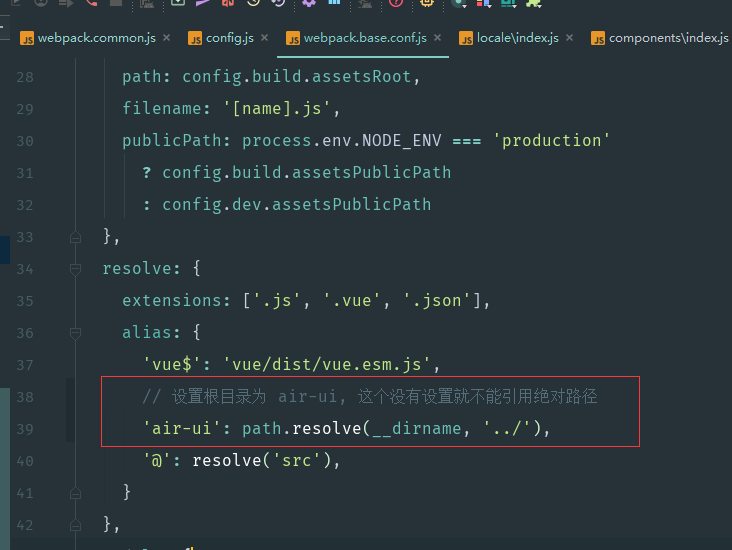 webpack.common.js × config.js × webpack.base.conf.js × locale\index.js × components\index.js
28 path: config.build.assetsRoot,
29 filename: '[name].js',
30 publicPath: process.env.NODE_ENV === 'production'
31 ? config.build.assetsPublicPath
32 : config.dev.assetsPublicPath
33 },
34 resolve: {
35 extensions: ['.js', '.vue', '.json'],
36 alias: {
37 'vue$': 'vue/dist/vue.esm.js',
38 // 设置根目录为 air-ui, 这个没有设置就不能引用绝对路径
39 'air-ui': path.resolve(__dirname, '../'),
40 '@': resolve('src'),
41 }
42 },